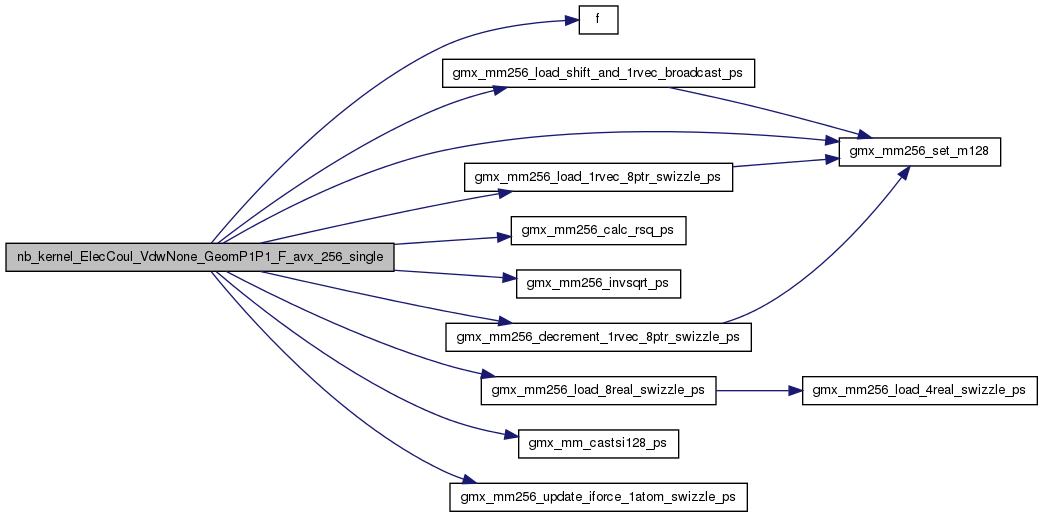 f
gmx_mm256_load_shift_and_1rvec_broadcast_ps
gmx_mm256_set_m128
gmx_mm256_load_1rvec_8ptr_swizzle_ps
gmx_mm256_calc_rsq_ps
nb_kernel_ElecCoul_VdwNone_GeomP1P1_F_avx_256_single
gmx_mm256_invsqrt_ps
gmx_mm256_decrement_1rvec_8ptr_swizzle_ps
gmx_mm256_load_8real_swizzle_ps
gmx_mm256_load_4real_swizzle_ps
gmx_mm_castsi128_ps
gmx_mm256_update_iforce_1atom_swizzle_ps